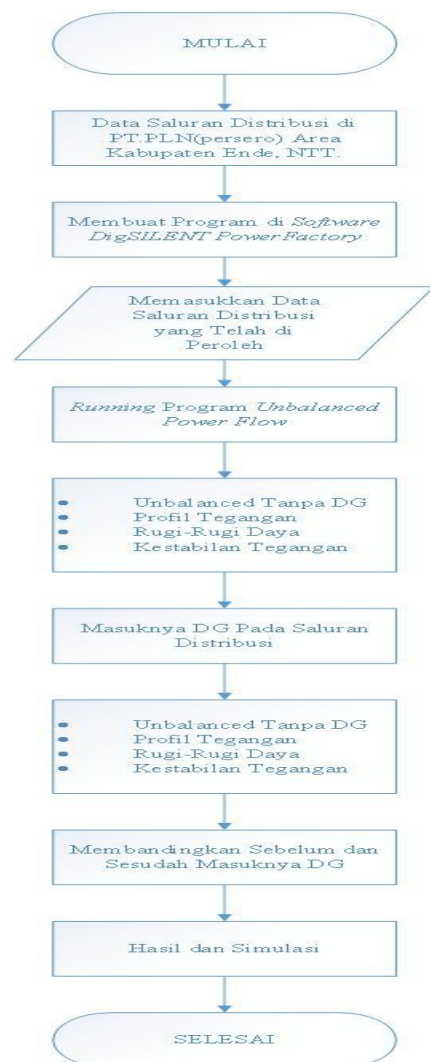 MULAI
Data Saluran Distribusi di
PT.PLN(persero) Area
Kabupaten Ende, NTT.
Membuat Program di Software
DigSILENT PowerFactory
Memasukkan Data
Saluran Distribusi
yang Telah di
Peroleh
Running Program Unbalanced
Power Flow
• Unbalanced Tanpa DG
• Profil Tegangan
• Rugi-Rugi Daya
• Kestabilan Tegangan
Masuknya DG Pada Saluran
Distribusi
• Unbalanced Tanpa DG
• Profil Tegangan
• Rugi-Rugi Daya
• Kestabilan Tegangan
Membandingkan Sebelum dan
Sesudah Masuknya DG
Hasil dan Simulasi
SELESAI